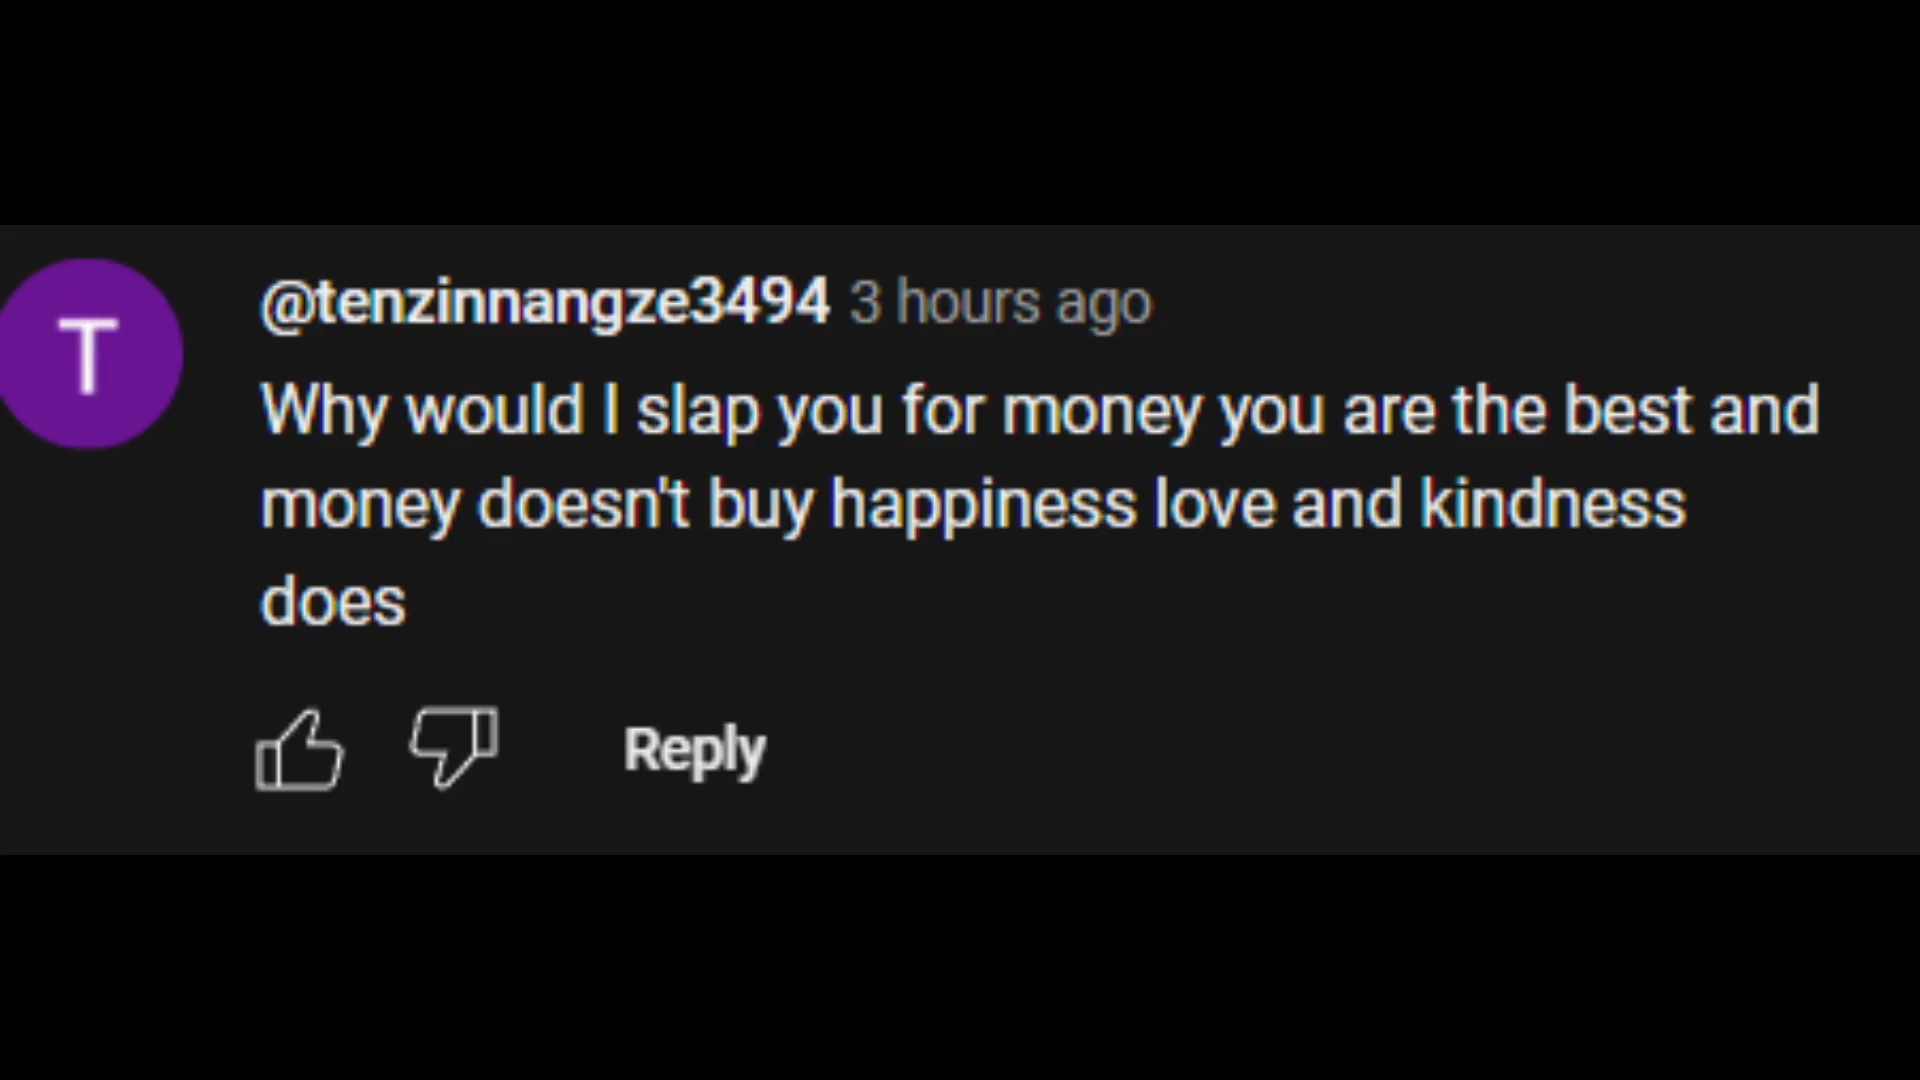 T
@tenzinnangze3494 3 hours ago
Why would I slap you for money you are the best and
money doesn't buy happiness love and kindness
does
Reply